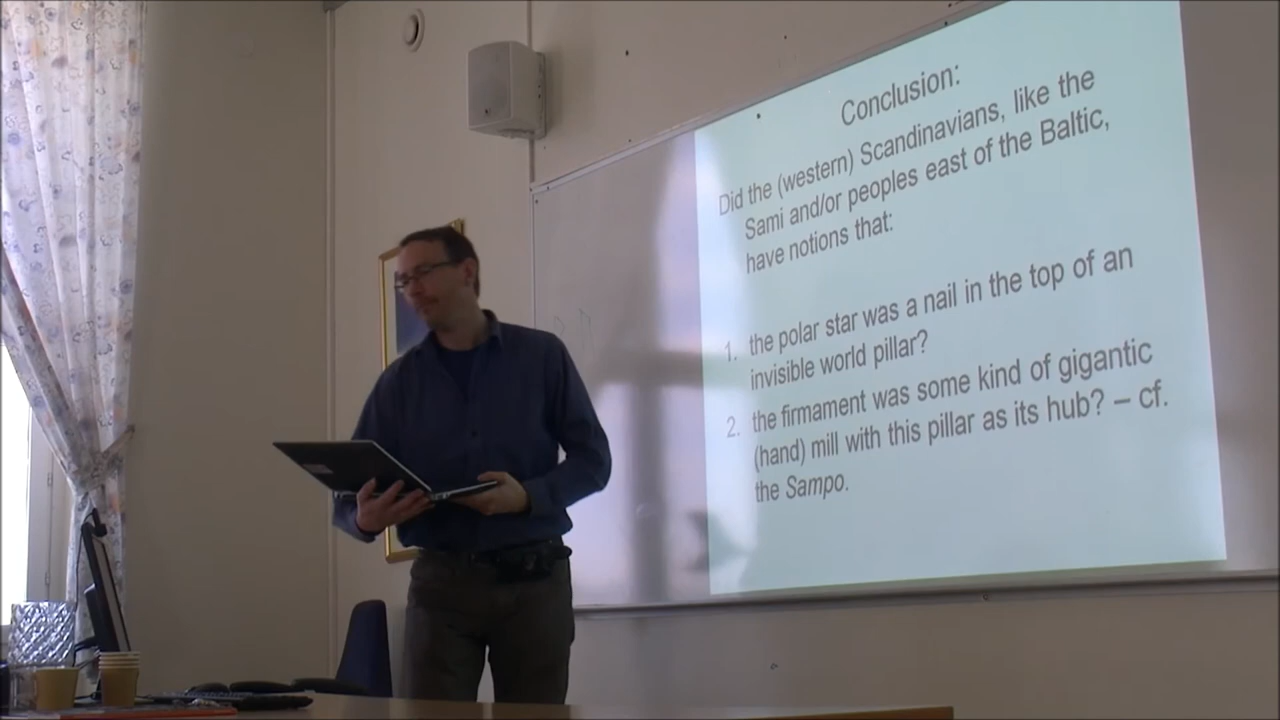 Conclusion:
Did the (western) Scandinavians, like the
Sami and/or peoples east of the Baltic,
have notions that:
1. the polar star was a nail in the top of an
invisible world pillar?
2. the firmament was some kind of gigantic
(hand) mill with this pillar as its hub? – cf.
the Sampo.